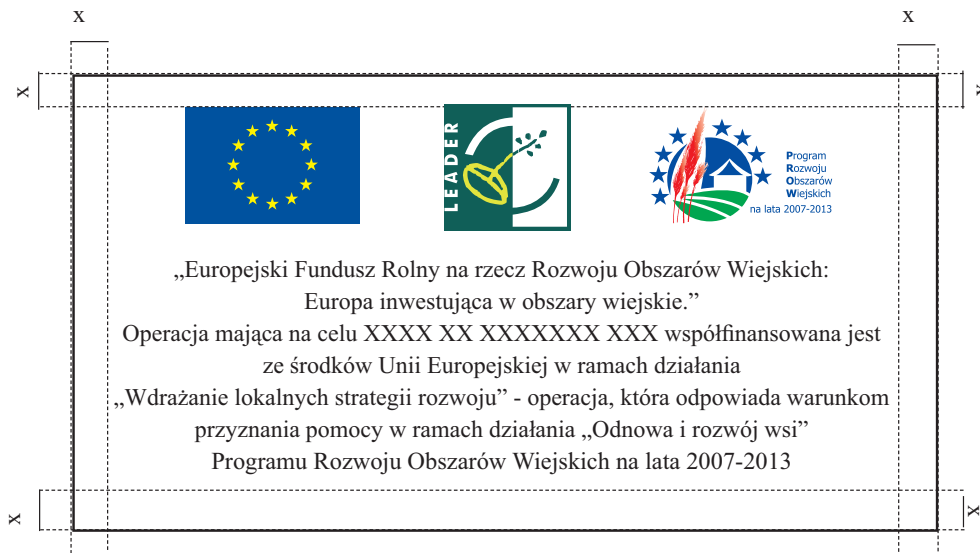 x x
x x
LEADER
Program
Rozwoju
Obszarów
Wiejskich
na lata 2007-2013
„Europejski Fundusz Rolny na rzecz Rozwoju Obszarów Wiejskich:
Europa inwestująca w obszary wiejskie.”
Operacja mająca na celu XXXX XX XXXXXXX XXX współfinansowana jest
ze środków Unii Europejskiej w ramach działania
„Wdrażanie lokalnych strategii rozwoju” - operacja, która odpowiada warunkom
przyznania pomocy w ramach działania „Odnowa i rozwój wsi”
Programu Rozwoju Obszarów Wiejskich na lata 2007-2013
x x